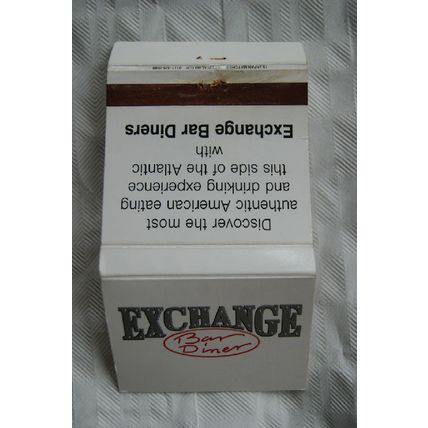 Discover the most
authentic American eating
and drinking experience
this side of the Atlantic
with
Exchange Bar Diners
EXCHANGE
Bar
Diner